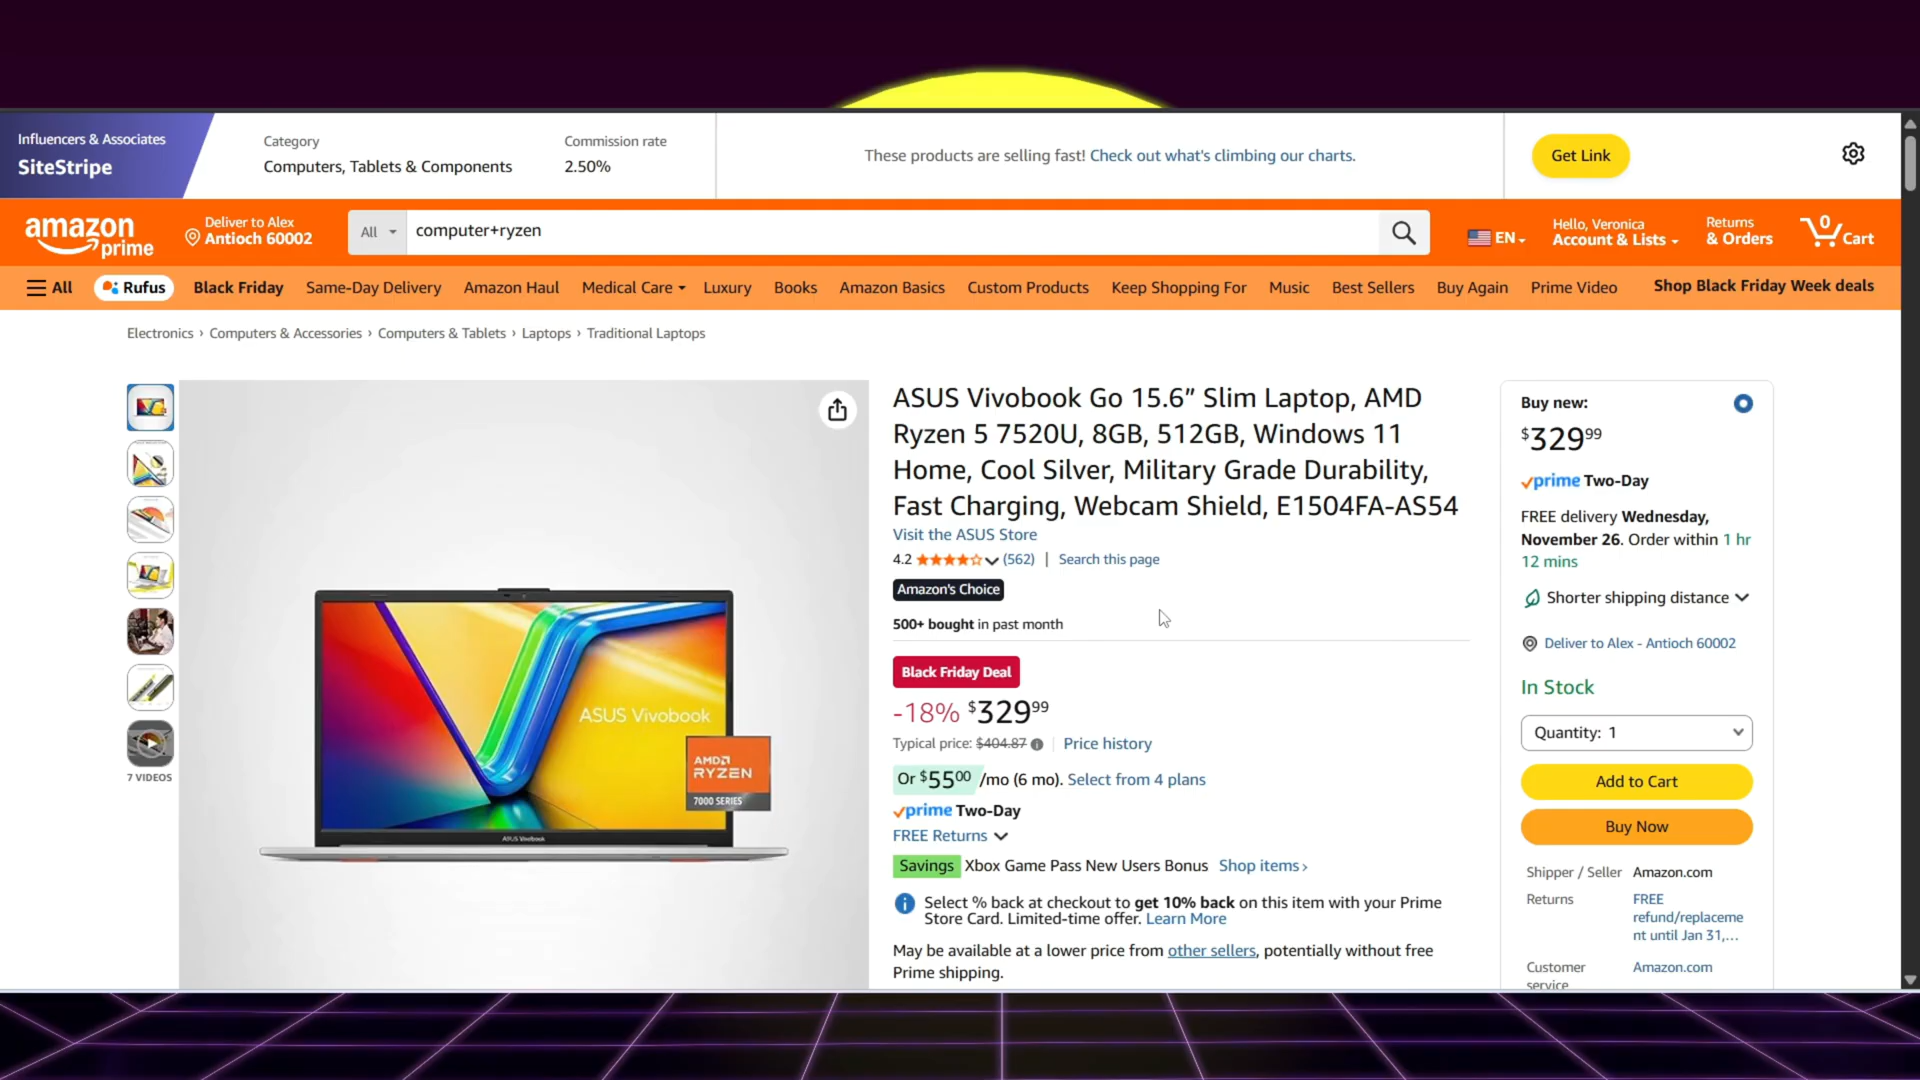 Influencers & Associates
SiteStripe
Category
Computers, Tablets & Components
Commission rate
2.50%
These products are selling fast! Check out what's climbing our charts.
Get Link
amazon prime
Deliver to Alex
Antioch 60002
All
computer+ryzen
EN
Hello, Veronica
Account & Lists
Returns
& Orders
0
Cart
All
Rufus
Black Friday
Same-Day Delivery
Amazon Haul
Medical Care
Luxury
Books
Amazon Basics
Custom Products
Keep Shopping For
Music
Best Sellers
Buy Again
Prime Video
Shop Black Friday Week deals
Electronics › Computers & Accessories › Computers & Tablets › Laptops › Traditional Laptops
7 VIDEOS
ASUS Vivobook
AMD
RYZEN
7000 SERIES
ASUS Vivobook
ASUS Vivobook Go 15.6” Slim Laptop, AMD
Ryzen 5 7520U, 8GB, 512GB, Windows 11
Home, Cool Silver, Military Grade Durability,
Fast Charging, Webcam Shield, E1504FA-AS54
Visit the ASUS Store
4.2 (562) | Search this page
Amazon's Choice
500+ bought in past month
Black Friday Deal
-18% $32999
Typical price: $404.87 | Price history
Or $5500 /mo (6 mo). Select from 4 plans
prime Two-Day
FREE Returns
Savings Xbox Game Pass New Users Bonus Shop items ›
Select % back at checkout to get 10% back on this item with your Prime
Store Card. Limited-time offer. Learn More
May be available at a lower price from other sellers, potentially without free
Prime shipping.
Buy new:
$32999
prime Two-Day
FREE delivery Wednesday,
November 26. Order within 1 hr
12 mins
Shorter shipping distance
Deliver to Alex - Antioch 60002
In Stock
Quantity: 1
Add to Cart
Buy Now
Shipper / Seller Amazon.com
Returns FREE
refund/replaceme
nt until Jan 31,...
Customer Amazon.com
service